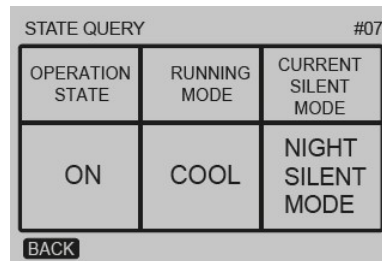 STATE QUERY #07
OPERATION STATE
RUNNING MODE
CURRENT SILENT MODE
ON
COOL
NIGHT SILENT MODE
BACK